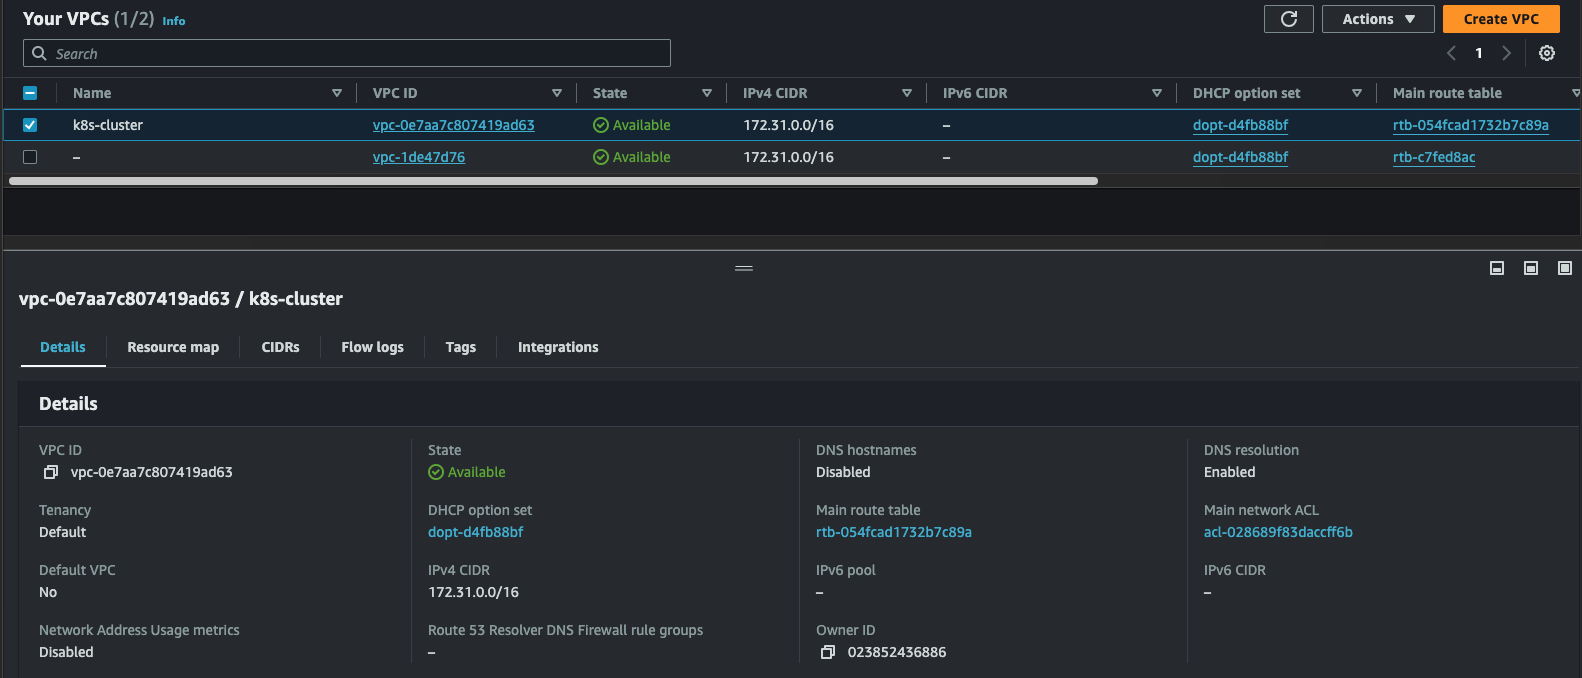 Your VPCs (1/2) Info
Actions
Create VPC
Search
1
Name VPC ID State IPv4 CIDR IPv6 CIDR DHCP option set Main route table
k8s-cluster vpc-0e7aa7c807419ad63 Available 172.31.0.0/16 – dopt-d4fb88bf rtb-054fcad1732b7c89a
– vpc-1de47d76 Available 172.31.0.0/16 – dopt-d4fb88bf rtb-c7fed8ac
vpc-0e7aa7c807419ad63 / k8s-cluster
Details Resource map CIDRs Flow logs Tags Integrations
Details
VPC ID State DNS hostnames DNS resolution
vpc-0e7aa7c807419ad63 Available Disabled Enabled
Tenancy DHCP option set Main route table Main network ACL
Default dopt-d4fb88bf rtb-054fcad1732b7c89a acl-028689f83daccff6b
Default VPC IPv4 CIDR IPv6 pool IPv6 CIDR
No 172.31.0.0/16 – –
Network Address Usage metrics Route 53 Resolver DNS Firewall rule groups Owner ID
Disabled – 023852436886